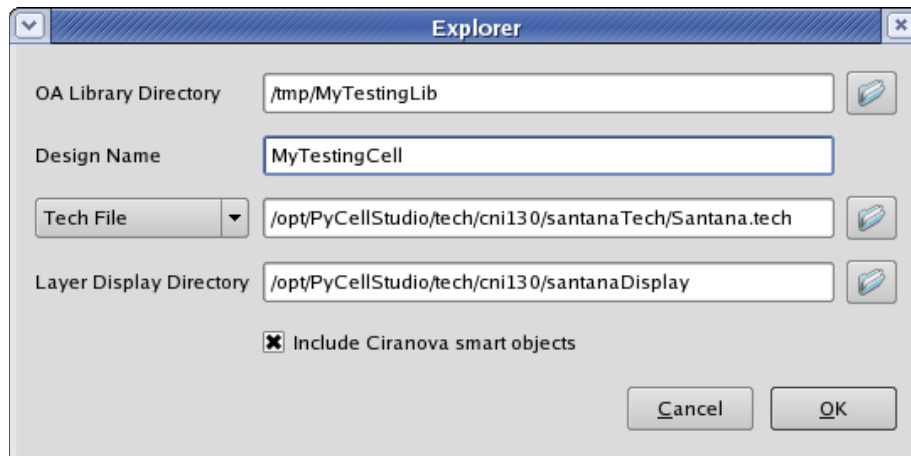 Explorer
OA Library Directory /tmp/MyTestingLib
Design Name MyTestingCell
Tech File /opt/PyCellStudio/tech/cni130/santanaTech/Santana.tech
Layer Display Directory /opt/PyCellStudio/tech/cni130/santanaDisplay
Include Ciranova smart objects
Cancel OK